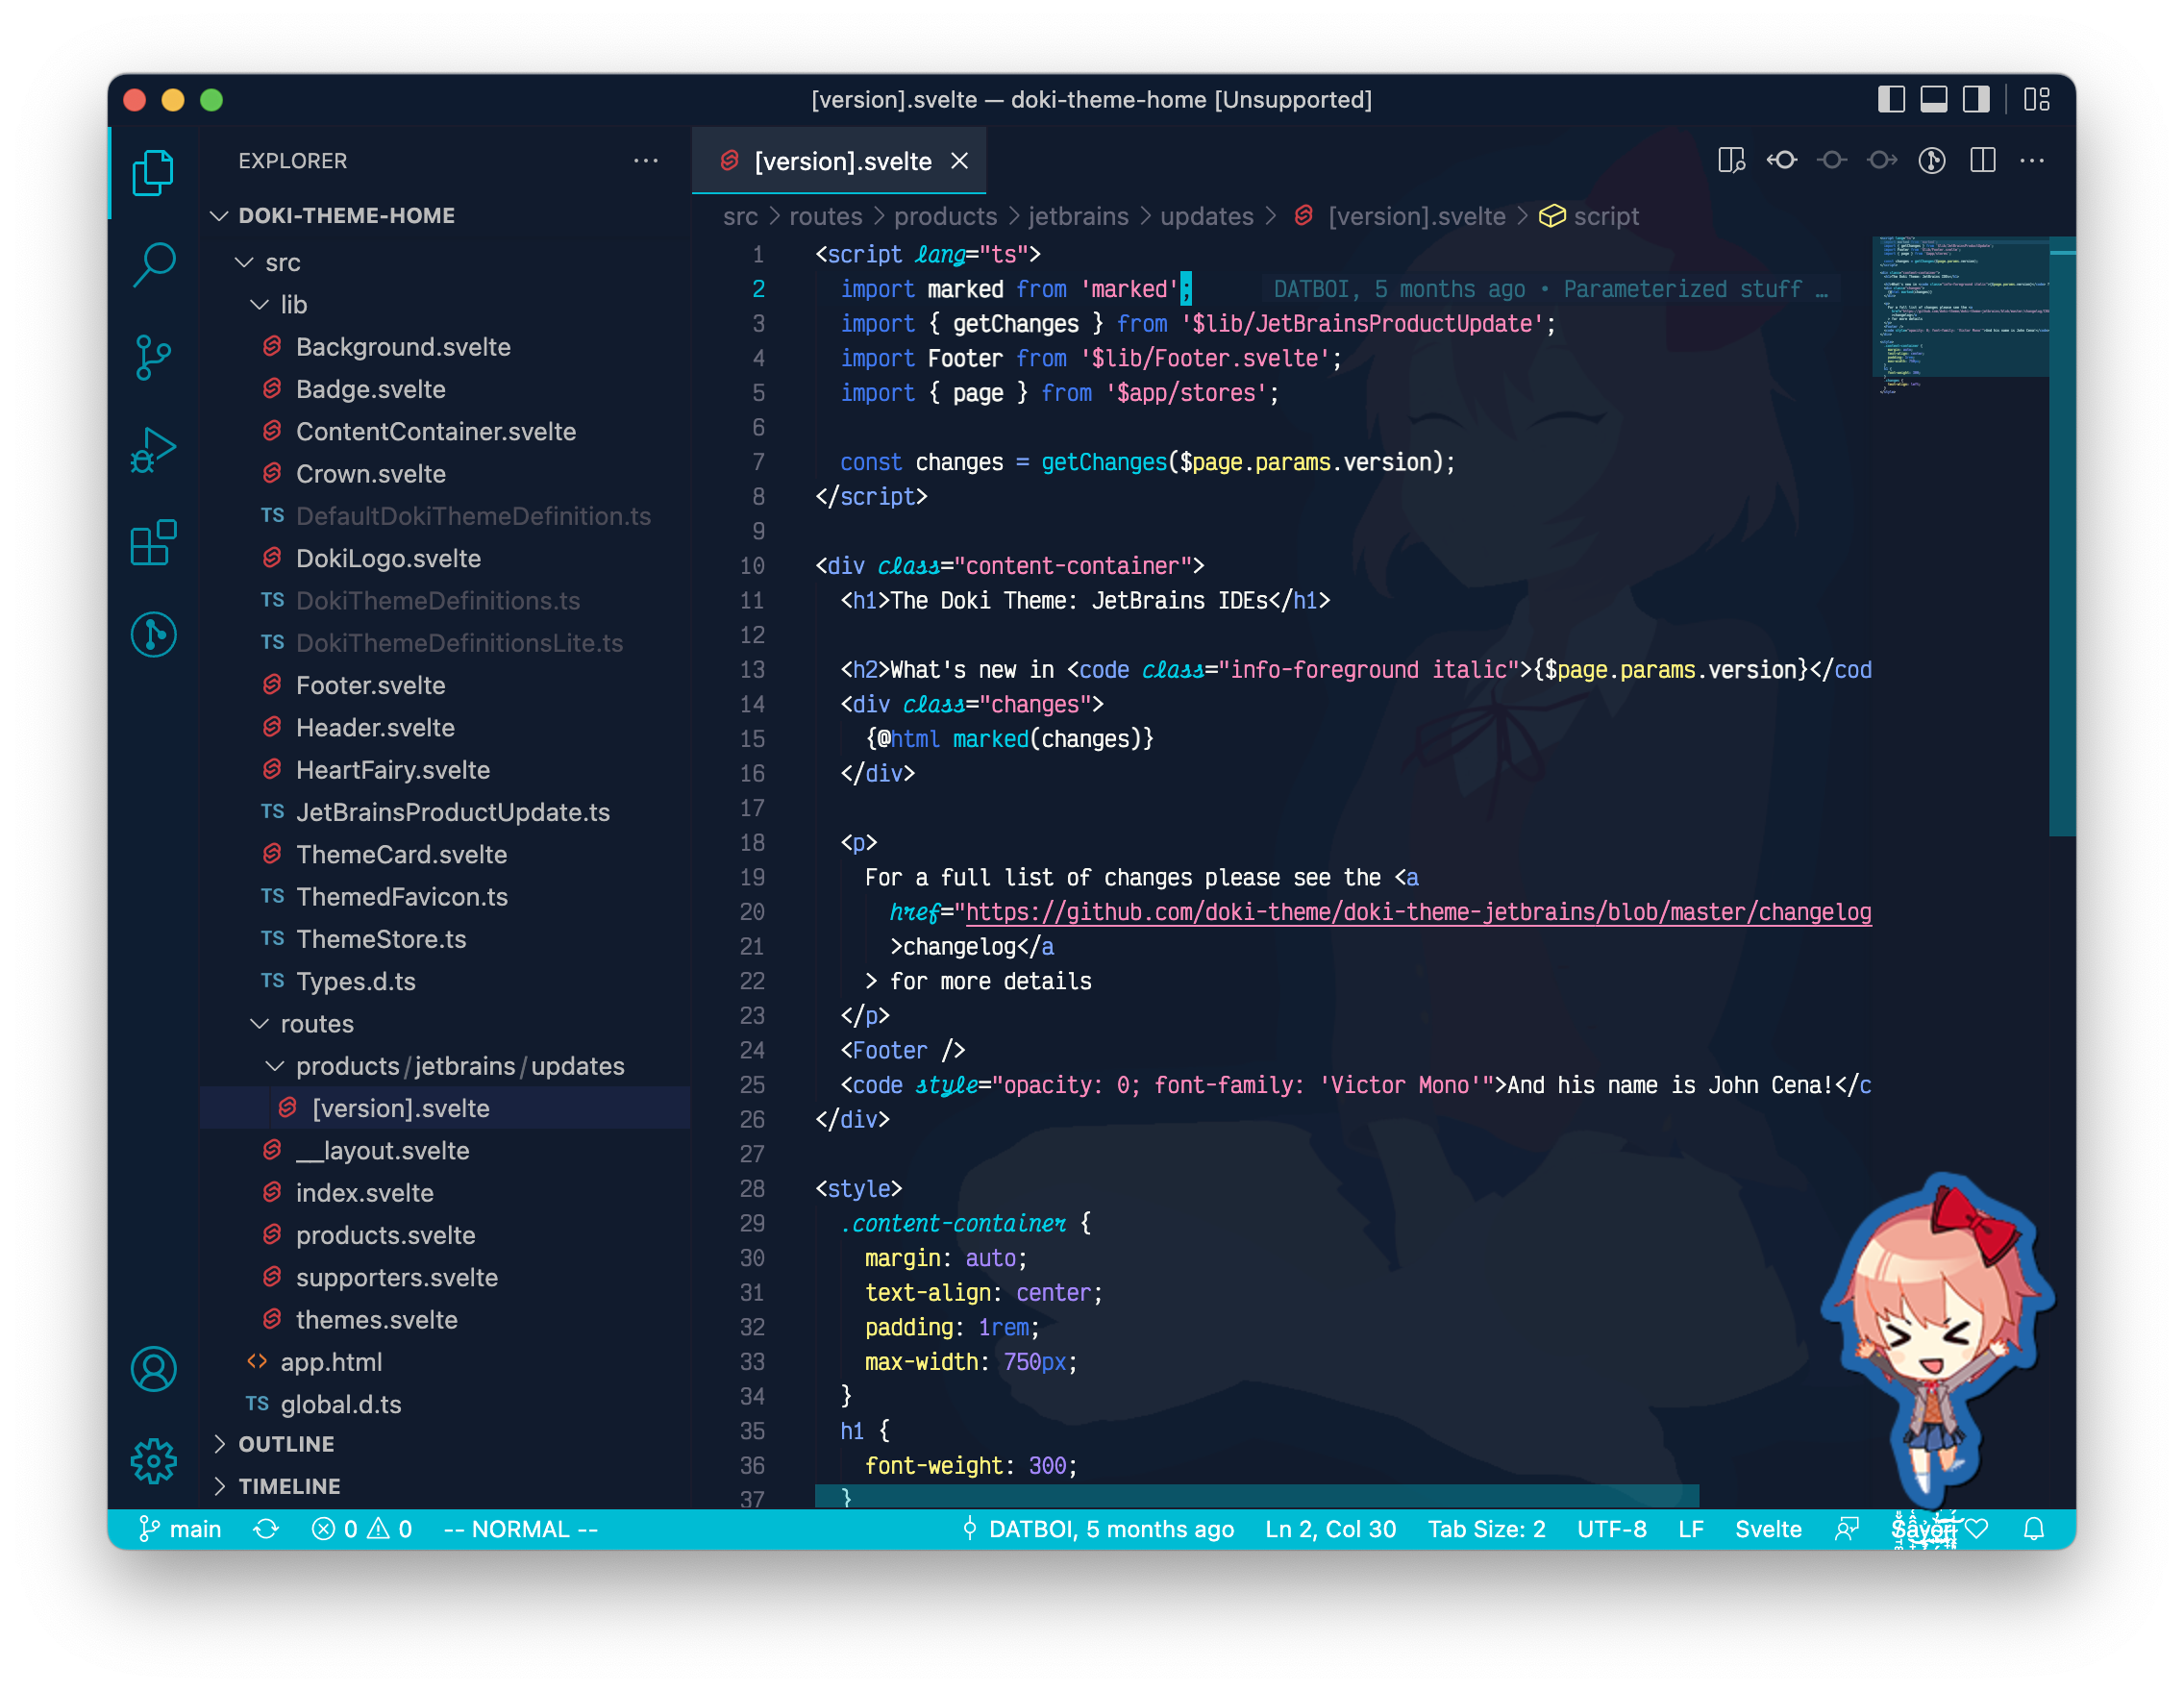 [version].svelte — doki-theme-home [Unsupported]
EXPLORER
DOKI-THEME-HOME
src
lib
Background.svelte
Badge.svelte
ContentContainer.svelte
Crown.svelte
TS DefaultDokiThemeDefinition.ts
DokiLogo.svelte
TS DokiThemeDefinitions.ts
TS DokiThemeDefinitionsLite.ts
Footer.svelte
Header.svelte
HeartFairy.svelte
TS JetBrainsProductUpdate.ts
ThemeCard.svelte
TS ThemedFavicon.ts
TS ThemeStore.ts
TS Types.d.ts
routes
products/jetbrains/updates
[version].svelte
__layout.svelte
index.svelte
products.svelte
supporters.svelte
themes.svelte
<> app.html
TS global.d.ts
OUTLINE
TIMELINE
[version].svelte
src > routes > products > jetbrains > updates > [version].svelte > script
1 <script lang="ts">
2 import marked from 'marked'; DATBOI, 5 months ago • Parameterized stuff …
3 import { getChanges } from '$lib/JetBrainsProductUpdate';
4 import Footer from '$lib/Footer.svelte';
5 import { page } from '$app/stores';
6
7 const changes = getChanges($page.params.version);
8 </script>
9
10 <div class="content-container">
11 <h1>The Doki Theme: JetBrains IDEs</h1>
12
13 <h2>What's new in <code class="info-foreground italic">{$page.params.version}</cod
14 <div class="changes">
15 {@html marked(changes)}
16 </div>
17
18 <p>
19 For a full list of changes please see the <a
20 href="https://github.com/doki-theme/doki-theme-jetbrains/blob/master/changelog
21 >changelog</a
22 > for more details
23 </p>
24 <Footer />
25 <code style="opacity: 0; font-family: 'Victor Mono'">And his name is John Cena!</c
26 </div>
27
28 <style>
29 .content-container {
30 margin: auto;
31 text-align: center;
32 padding: 1rem;
33 max-width: 750px;
34 }
35 h1 {
36 font-weight: 300;
37 }
main 0 0 -- NORMAL -- DATBOI, 5 months ago Ln 2, Col 30 Tab Size: 2 UTF-8 LF Svelte Sayori